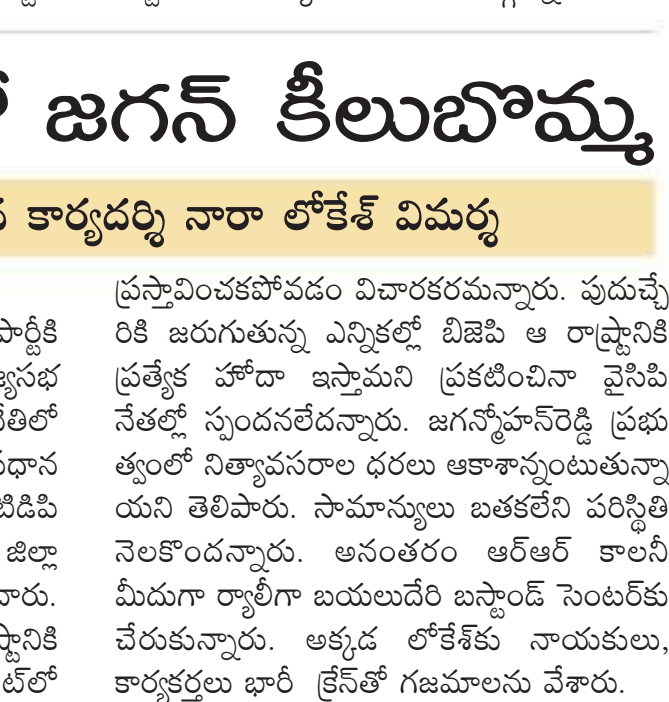 జగన్ కీలుబొమ్మ
కార్యదర్శి నారా లోకేశ్ విమర్శ
పార్టీకి
జిల్లా
ప్రస్తావించకపోవడం విచారకరమన్నారు. పుదుచ్చే
రికి జరుగుతున్న ఎన్నికల్లో బిజెపి ఆ రాష్ట్రానికి
ప్రత్యేక హోదా ఇస్తామని ప్రకటించినా వైసిపి
నేతల్లో స్పందనలేదన్నారు. జగన్మోహన్‌రెడ్డి ప్రభు
త్వంలో నిత్యావసరాల ధరలు ఆకాశాన్నంటుతున్నా
యని తెలిపారు. సామాన్యులు బతకలేని పరిస్థితి
నెలకొందన్నారు. అనంతరం ఆర్ఆర్ కాలనీ
మీదుగా ర్యాలీగా బయలుదేరి బస్టాండ్ సెంటర్‌కు
చేరుకున్నారు. అక్కడ లోకేశ్‌కు నాయకులు,
కార్యకర్తలు భారీ క్రేన్‌తో గజమాలను వేశారు.